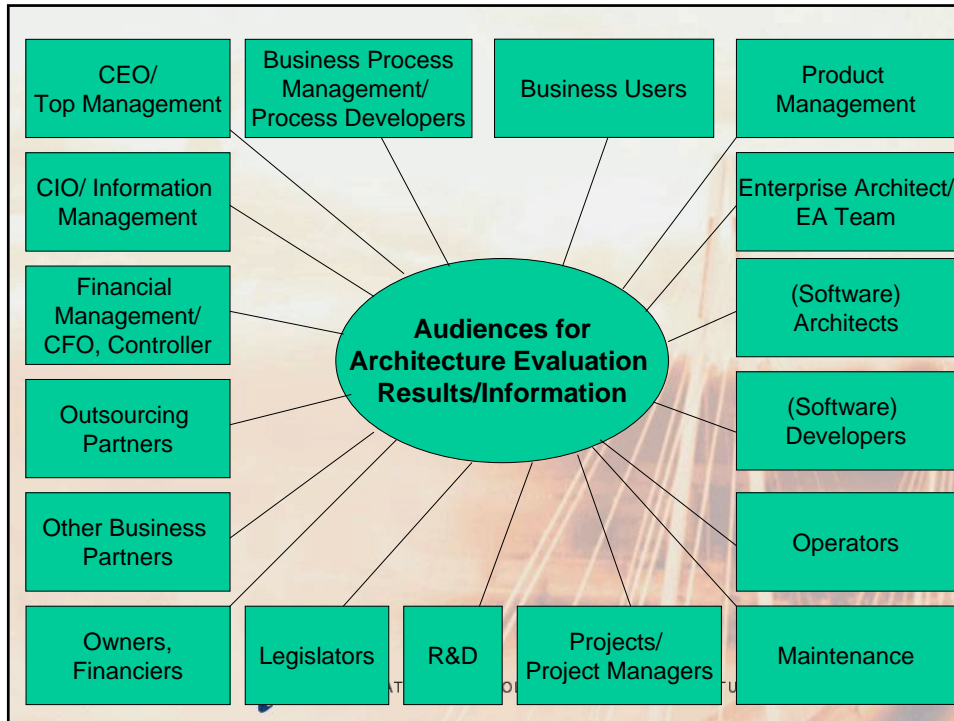 CEO/
Top Management
Business Process
Management/
Process Developers
Business Users
Product
Management
CIO/ Information
Management
Enterprise Architect/
EA Team
Financial
Management/
CFO, Controller
Audiences for
Architecture Evaluation
Results/Information
(Software)
Architects
Outsourcing
Partners
(Software)
Developers
Other Business
Partners
Operators
Owners,
Financiers
Legislators
R&D
Projects/
Project Managers
Maintenance